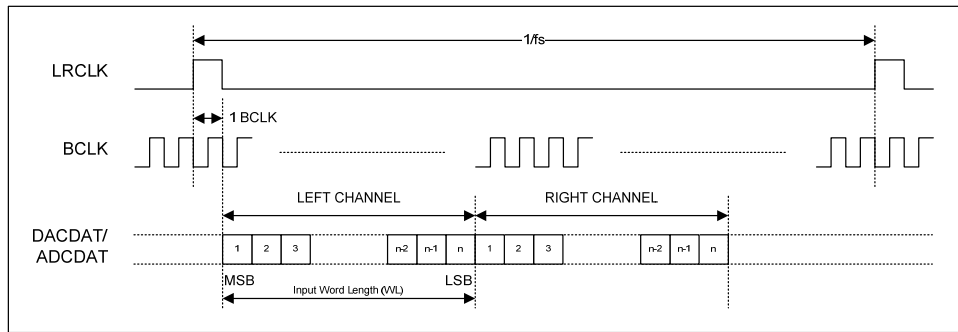 1/fs
LRCLK
1 BCLK
BCLK
LEFT CHANNEL RIGHT CHANNEL
DACDAT/
ADCDAT
1 2 3 n-2 n-1 n 1 2 3 n-2 n-1 n
MSB LSB
Input Word Length (WL)